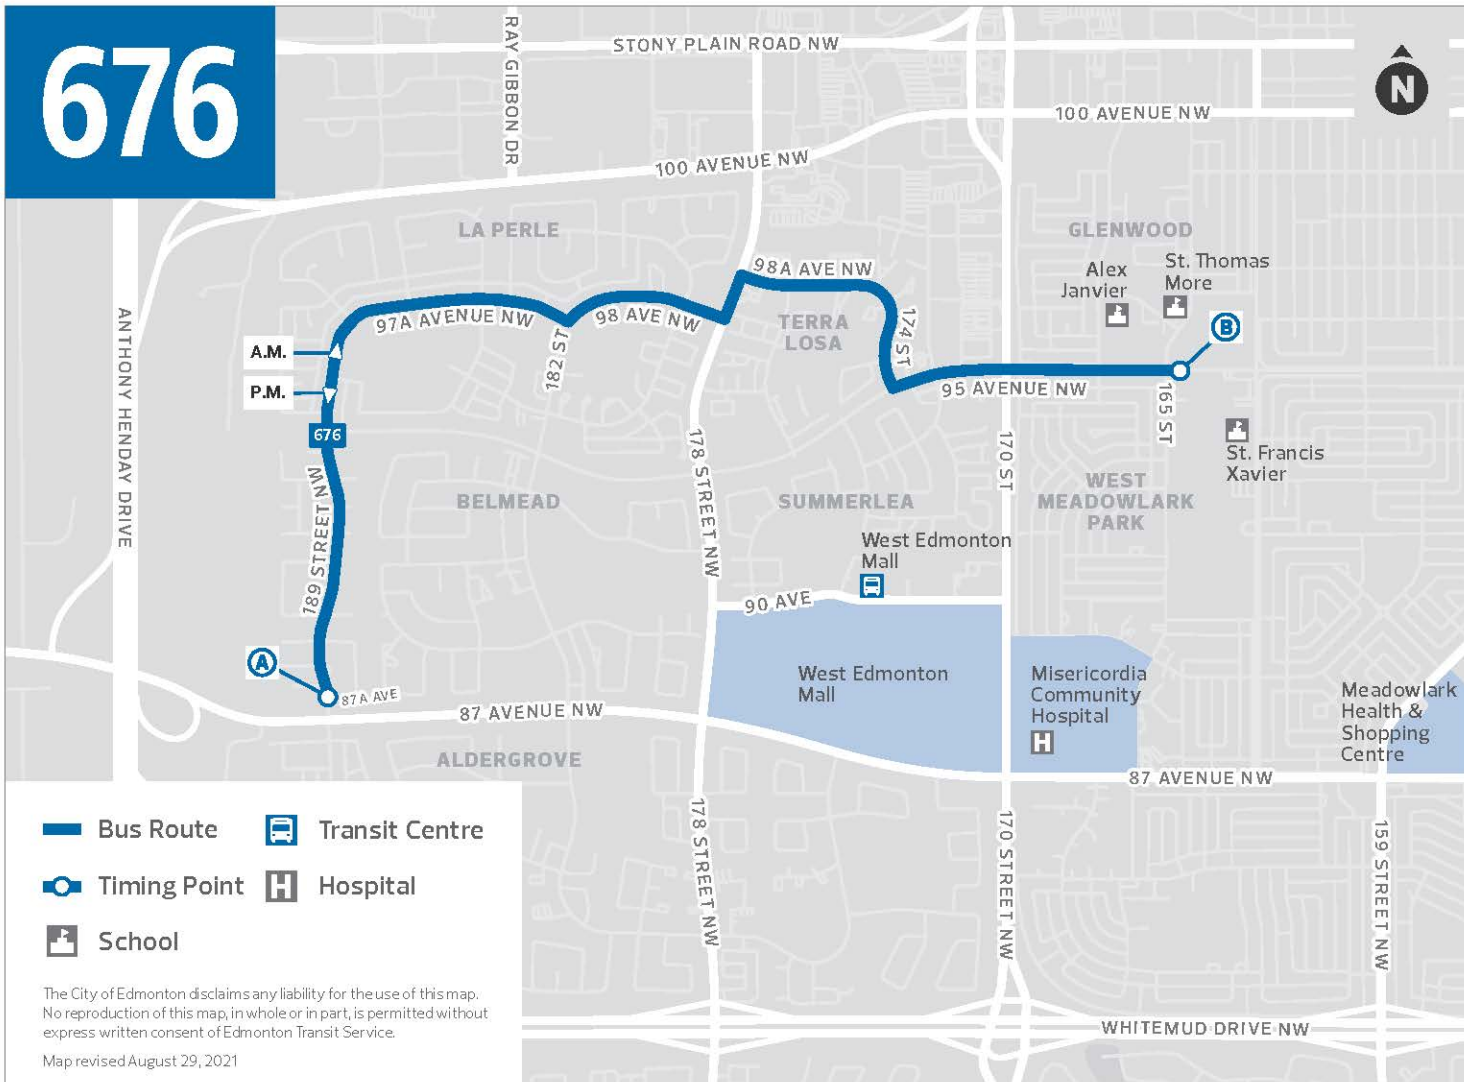 676
STONY PLAIN ROAD NW
RAY GIBBON DR
N
100 AVENUE NW
100 AVENUE NW
LA PERLE
GLENWOOD
98A AVE NW
Alex
Janvier
St. Thomas
More
ANTHONY HENDAY DRIVE
97A AVENUE NW
98 AVE NW
TERRA
LOSA
174 ST
B
A.M.
P.M.
182 ST
95 AVENUE NW
165 ST
676
178 STREET NW
170 ST
St. Francis
Xavier
189 STREET NW
BELMEAD
SUMMERLEA
WEST
MEADOWLARK
PARK
West Edmonton
Mall
90 AVE
A
87A AVE
West Edmonton
Mall
Misericordia
Community
Hospital
H
Meadowlark
Health &
Shopping
Centre
87 AVENUE NW
ALDERGROVE
87 AVENUE NW
178 STREET NW
170 STREET NW
159 STREET NW
WHITEMUD DRIVE NW
Bus Route
Transit Centre
Timing Point
H Hospital
School
The City of Edmonton disclaims any liability for the use of this map.
No reproduction of this map, in whole or in part, is permitted without
express written consent of Edmonton Transit Service.
Map revised August 29, 2021